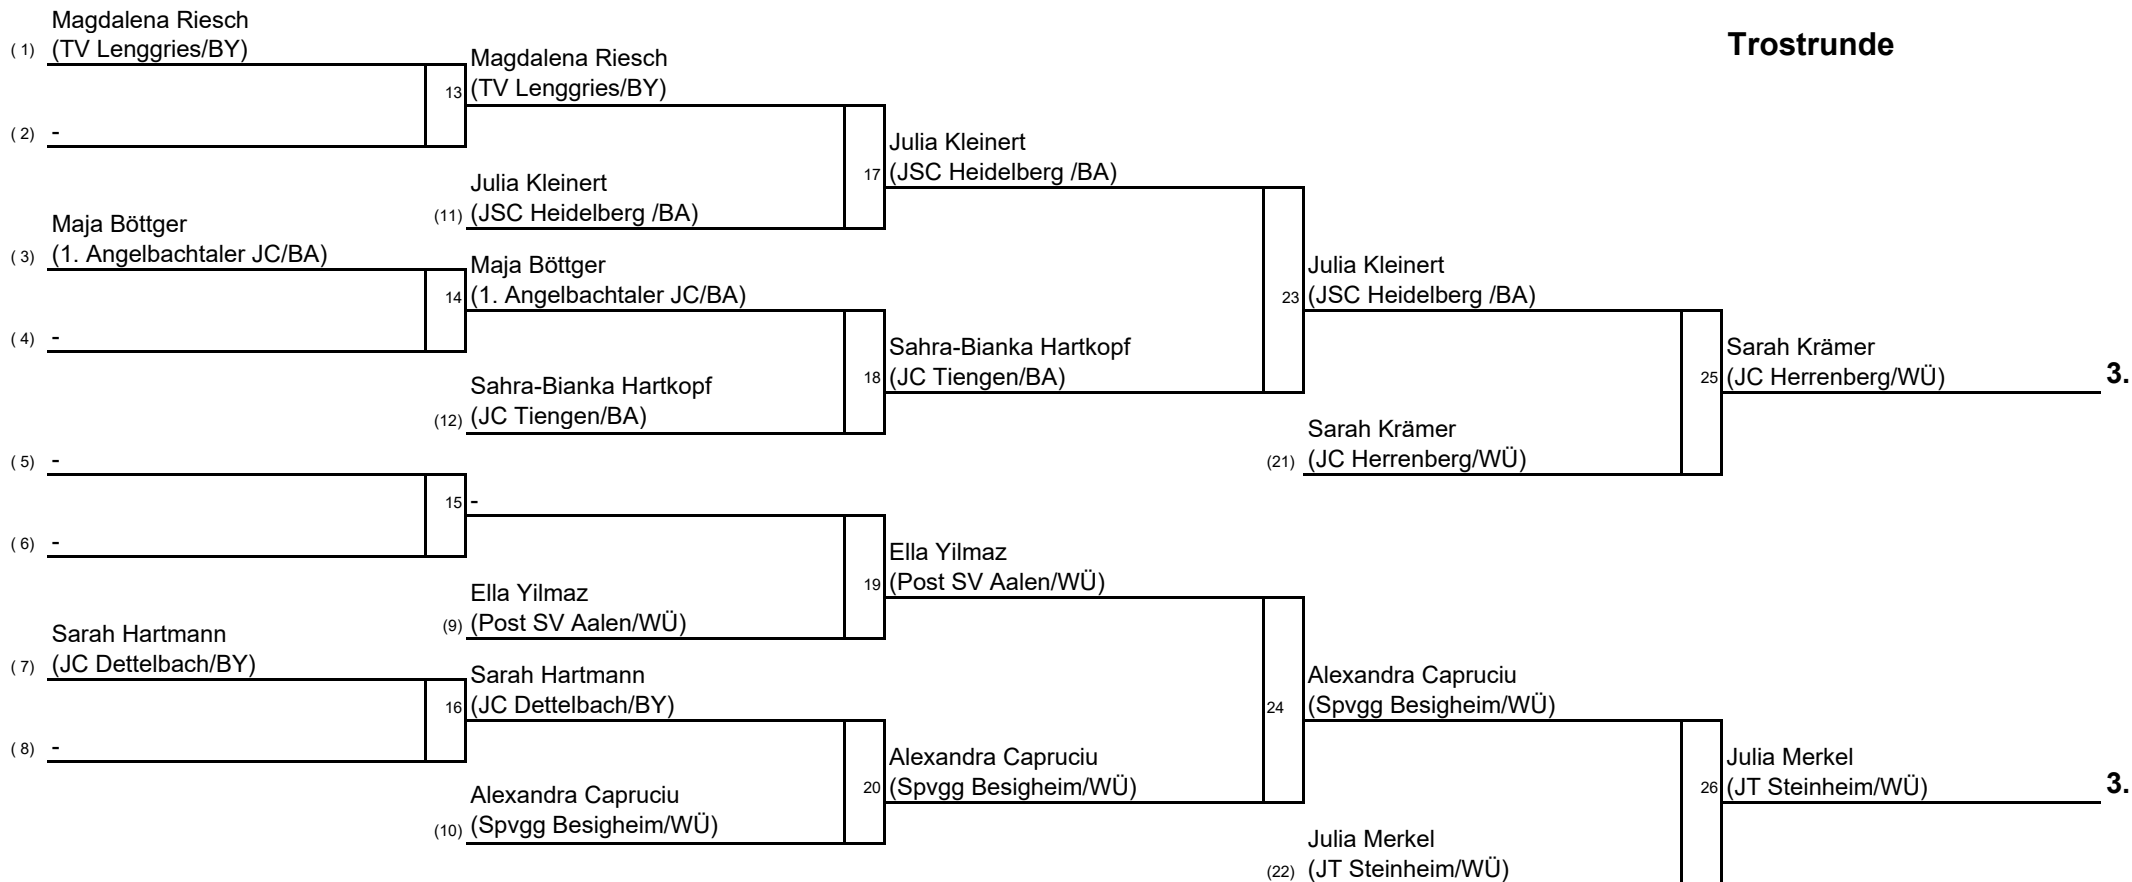 Trostrunde
Magdalena Riesch
( 1) (TV Lenggries/BY)
( 2) -
Maja Böttger
( 3) (1. Angelbachtaler JC/BA)
( 4) -
( 5) -
( 6) -
Sarah Hartmann
( 7) (JC Dettelbach/BY)
( 8) -
Magdalena Riesch
13 (TV Lenggries/BY)
Julia Kleinert
(11) (JSC Heidelberg /BA)
Maja Böttger
14 (1. Angelbachtaler JC/BA)
Sahra-Bianka Hartkopf
(12) (JC Tiengen/BA)
15 -
Ella Yilmaz
(9) (Post SV Aalen/WÜ)
Sarah Hartmann
16 (JC Dettelbach/BY)
Alexandra Capruciu
(10) (Spvgg Besigheim/WÜ)
Julia Kleinert
17 (JSC Heidelberg /BA)
Sahra-Bianka Hartkopf
18 (JC Tiengen/BA)
Ella Yilmaz
19 (Post SV Aalen/WÜ)
Alexandra Capruciu
20 (Spvgg Besigheim/WÜ)
Julia Kleinert
23 (JSC Heidelberg /BA)
Sarah Krämer
(21) (JC Herrenberg/WÜ)
Alexandra Capruciu
24 (Spvgg Besigheim/WÜ)
Julia Merkel
(22) (JT Steinheim/WÜ)
Sarah Krämer
25 (JC Herrenberg/WÜ) 3.
Julia Merkel
26 (JT Steinheim/WÜ) 3.